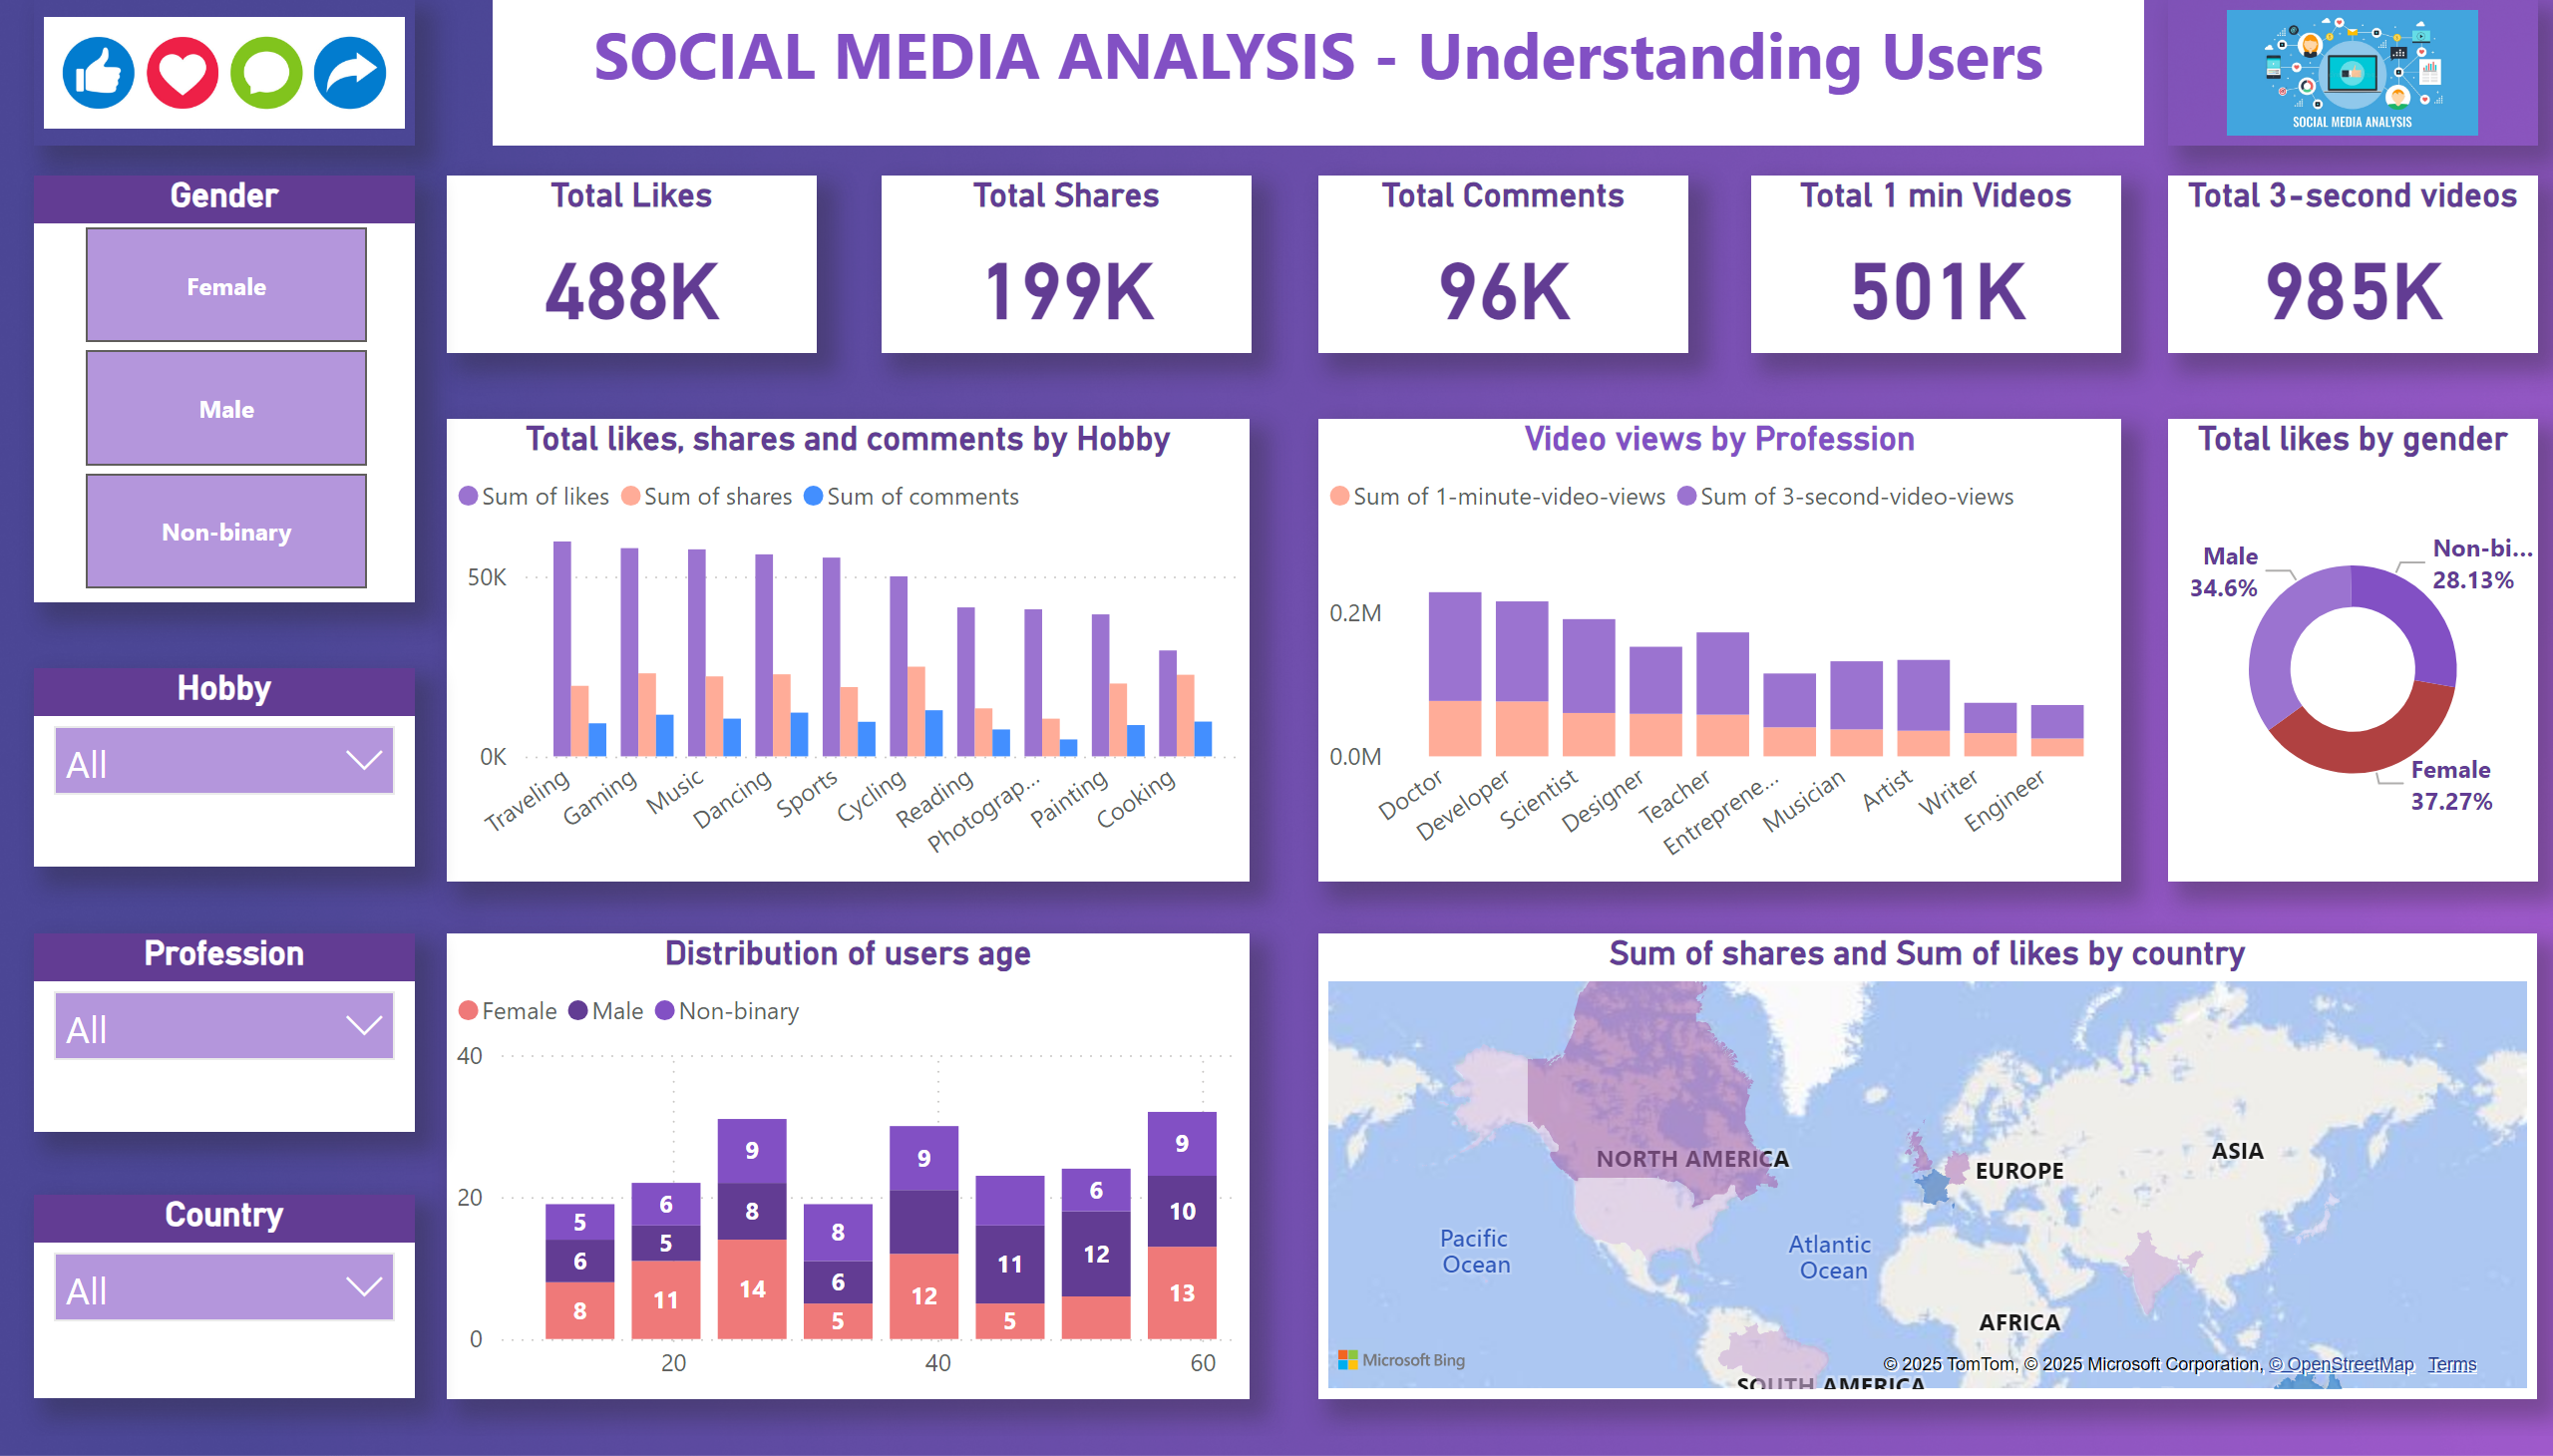 SOCIAL MEDIA ANALYSIS - Understanding Users
SOCIAL MEDIA ANALYSIS
Gender
Female
Male
Non-binary
Hobby
All
Profession
All
Country
All
Total Likes
488K
Total Shares
199K
Total Comments
96K
Total 1 min Videos
501K
Total 3-second videos
985K
Total likes, shares and comments by Hobby
Sum of likes Sum of shares Sum of comments
50K
0K
Traveling
Gaming
Music
Dancing
Sports
Cycling
Reading
Photograp...
Painting
Cooking
Video views by Profession
Sum of 1-minute-video-views Sum of 3-second-video-views
0.2M
0.0M
Doctor
Developer
Scientist
Designer
Teacher
Entreprene...
Musician
Artist
Writer
Engineer
Total likes by gender
Male
34.6%
Non-bi...
28.13%
Female
37.27%
Distribution of users age
Female Male Non-binary
40
20
0
5
6
8
6
5
11
9
8
14
8
6
5
9
12
11
5
6
12
9
10
13
20
40
60
Sum of shares and Sum of likes by country
NORTH AMERICA
EUROPE
ASIA
Pacific
Ocean
Atlantic
Ocean
AFRICA
SOUTH AMERICA
Microsoft Bing
© 2025 TomTom, © 2025 Microsoft Corporation, © OpenStreetMap Terms